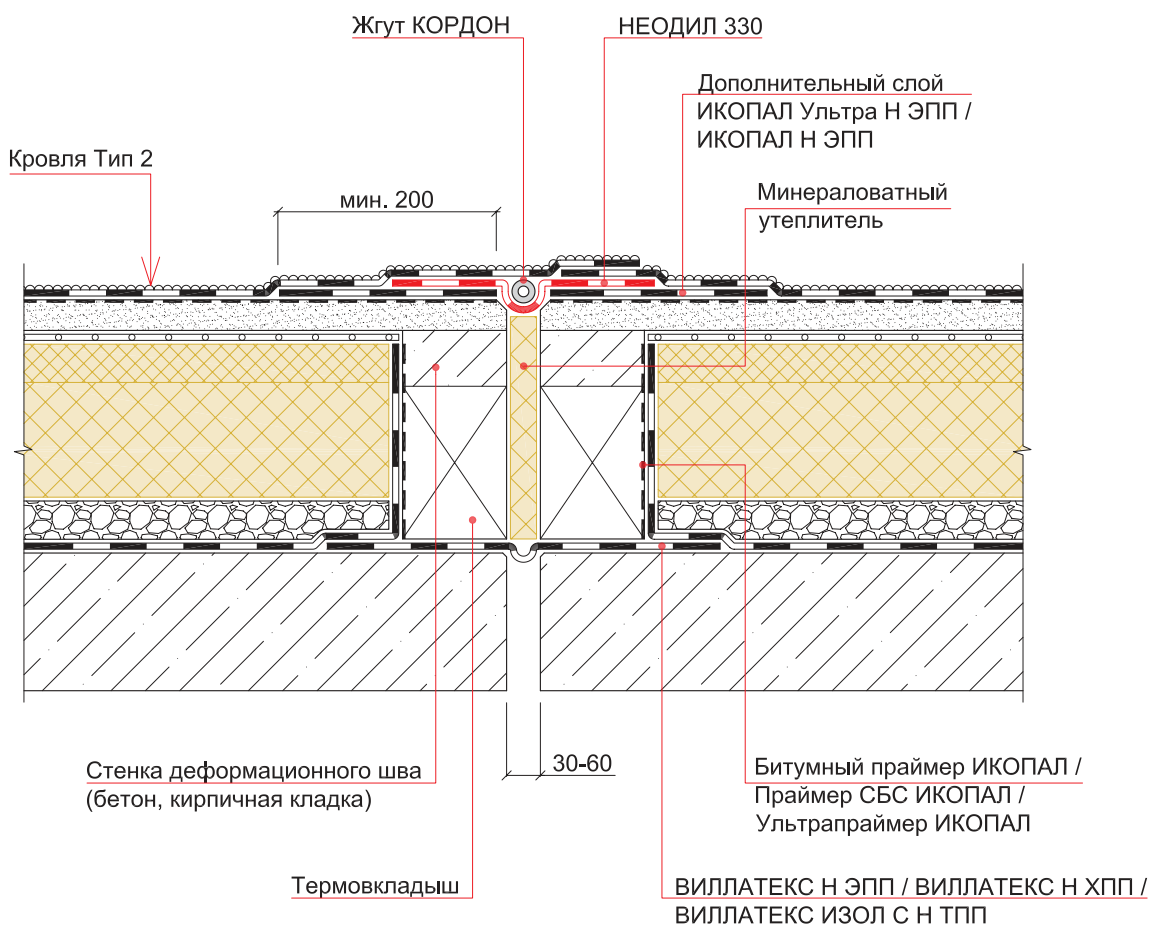 Жгут КОРДОН
НЕОДИЛ 330
Дополнительный слой
ИКОПАЛ Ультра Н ЭПП /
ИКОПАЛ Н ЭПП
Кровля Тип 2
мин. 200
Минераловатный
утеплитель
Стенка деформационного шва
(бетон, кирпичная кладка)
30-60
Битумный праймер ИКОПАЛ /
Праймер СБС ИКОПАЛ /
Ультрапраймер ИКОПАЛ
Термовкладыш
ВИЛЛАТЕКС Н ЭПП / ВИЛЛАТЕКС Н ХПП /
ВИЛЛАТЕКС ИЗОЛ С Н ТПП